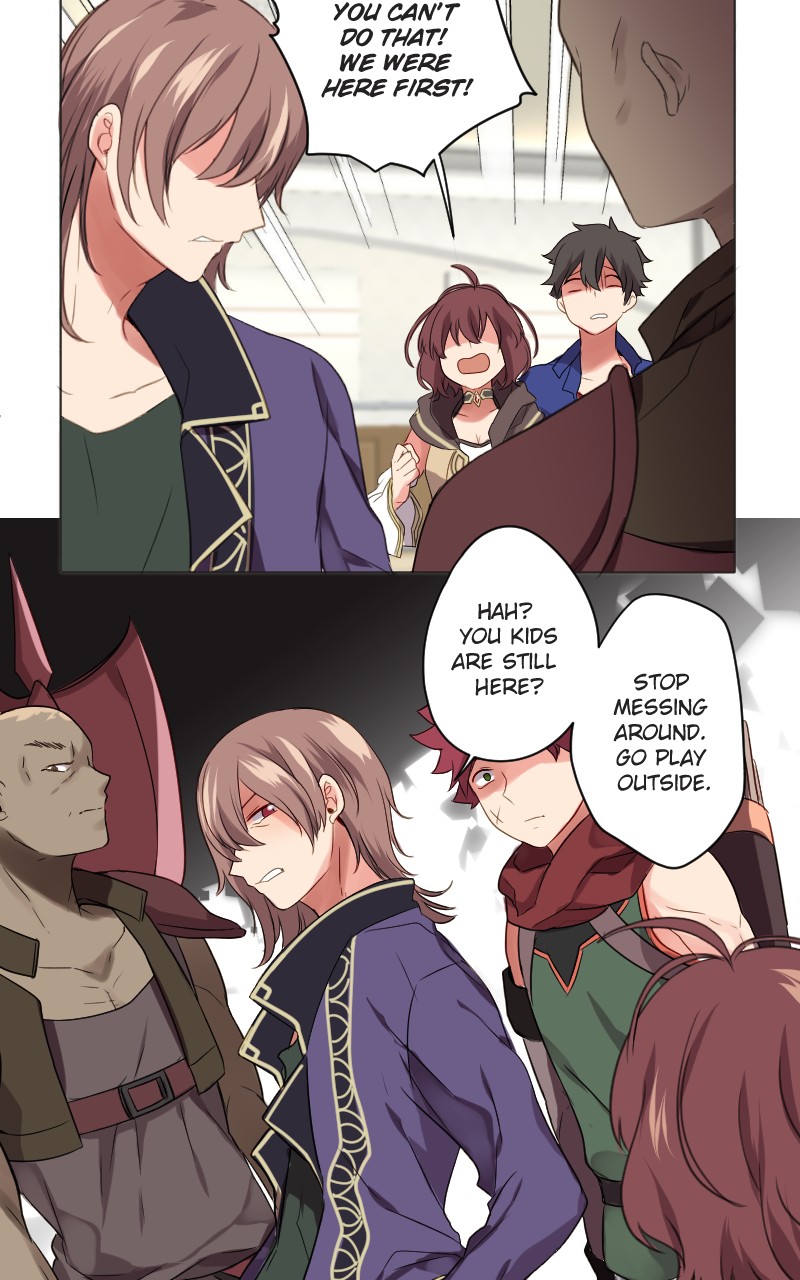 YOU CAN'T
DO THAT!
WE WERE
HERE FIRST!
HAH?
YOU KIDS
ARE STILL
HERE?
STOP
MESSING
AROUND.
GO PLAY
OUTSIDE.